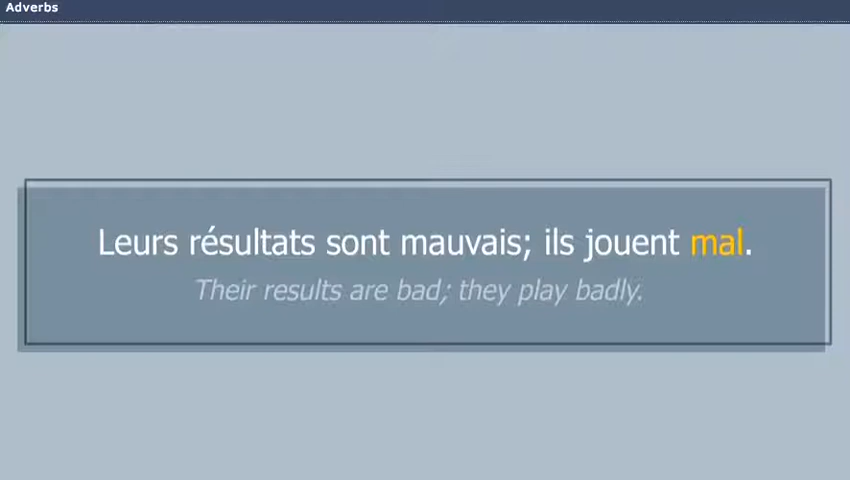 Adverbs
Leurs résultats sont mauvais; ils jouent mal.
Their results are bad; they play badly.